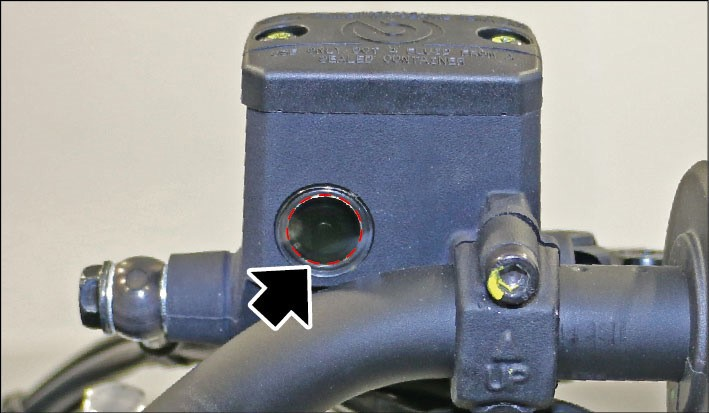 USE ONLY DOT 4 FLUID FROM A
SEALED CONTAINER
UP